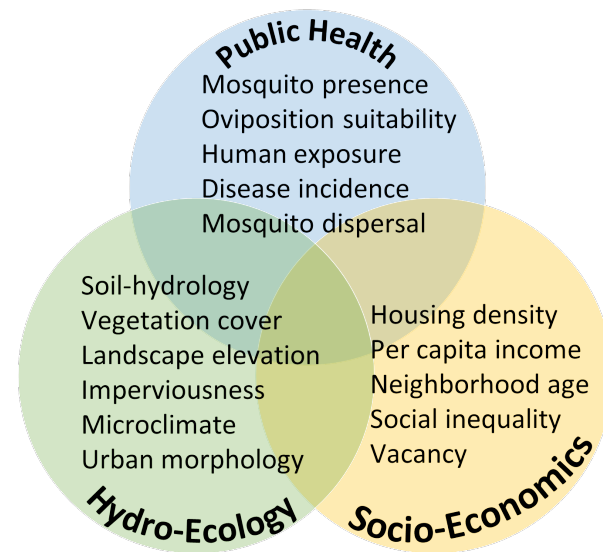 Public Health
Mosquito presence
Oviposition suitability
Human exposure
Disease incidence
Mosquito dispersal
Soil-hydrology
Vegetation cover
Landscape elevation
Imperviousness
Microclimate
Urban morphology
Hydro-Ecology
Housing density
Per capita income
Neighborhood age
Social inequality
Vacancy
Socio-Economics